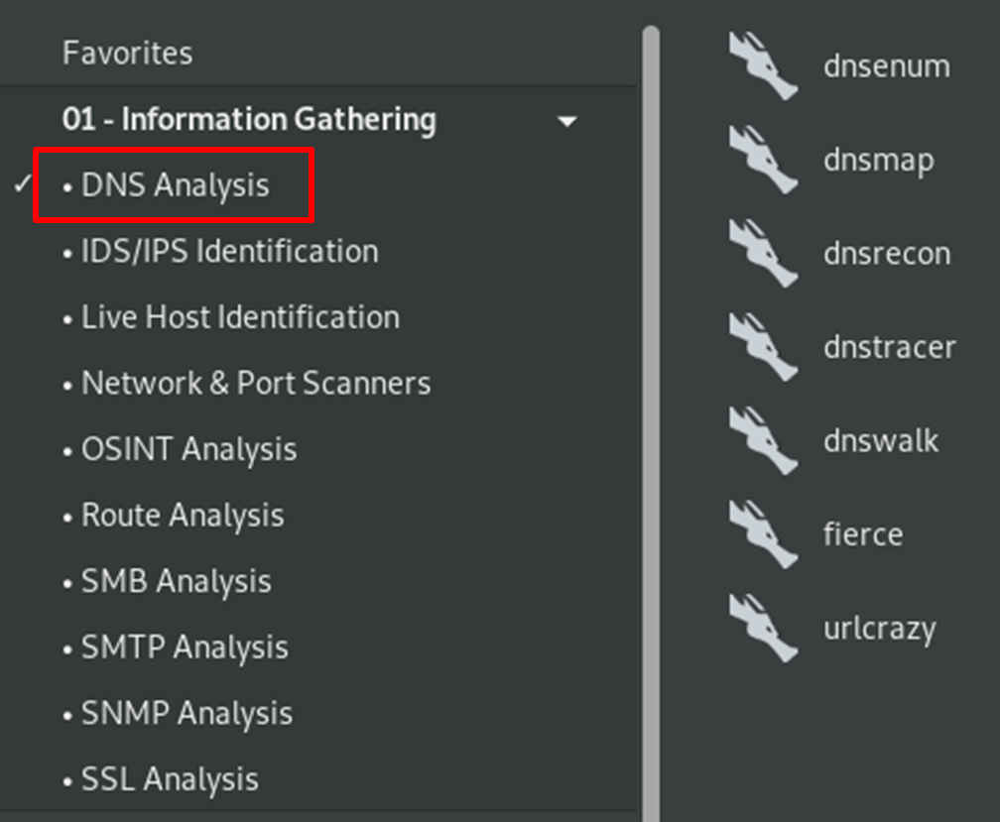 Favorites
01 - Information Gathering
✓ • DNS Analysis
• IDS/IPS Identification
• Live Host Identification
• Network & Port Scanners
• OSINT Analysis
• Route Analysis
• SMB Analysis
• SMTP Analysis
• SNMP Analysis
• SSL Analysis
dnsenum
dnsmap
dnsrecon
dnstracer
dnswalk
fierce
urlcrazy